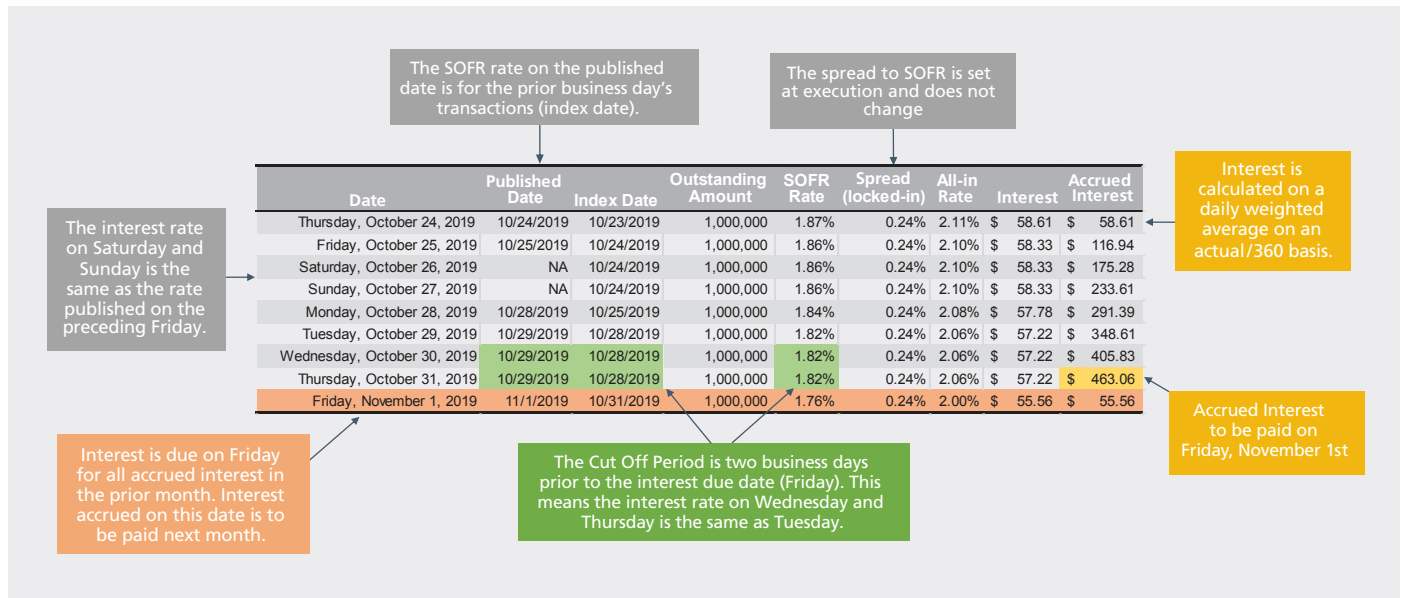 The SOFR rate on the published
date is for the prior business day's
transactions (index date).
The spread to SOFR is set
at execution and does not
change
Interest is
calculated on a
daily weighted
average on an
actual/360 basis.
The interest rate
on Saturday and
Sunday is the
same as the rate
published on the
preceding Friday.
Date Published Date Index Date Outstanding Amount SOFR Rate Spread (locked-in) All-in Rate Interest Accrued Interest
Thursday, October 24, 2019 10/24/2019 10/23/2019 1,000,000 1.87% 0.24% 2.11% $ 58.61 $ 58.61
Friday, October 25, 2019 10/25/2019 10/24/2019 1,000,000 1.86% 0.24% 2.10% $ 58.33 $ 116.94
Saturday, October 26, 2019 NA 10/24/2019 1,000,000 1.86% 0.24% 2.10% $ 58.33 $ 175.28
Sunday, October 27, 2019 NA 10/24/2019 1,000,000 1.86% 0.24% 2.10% $ 58.33 $ 233.61
Monday, October 28, 2019 10/28/2019 10/25/2019 1,000,000 1.84% 0.24% 2.08% $ 57.78 $ 291.39
Tuesday, October 29, 2019 10/29/2019 10/28/2019 1,000,000 1.82% 0.24% 2.06% $ 57.22 $ 348.61
Wednesday, October 30, 2019 10/29/2019 10/28/2019 1,000,000 1.82% 0.24% 2.06% $ 57.22 $ 405.83
Thursday, October 31, 2019 10/29/2019 10/28/2019 1,000,000 1.82% 0.24% 2.06% $ 57.22 $ 463.06
Friday, November 1, 2019 11/1/2019 10/31/2019 1,000,000 1.76% 0.24% 2.00% $ 55.56 $ 55.56
Interest is due on Friday
for all accrued interest in
the prior month. Interest
accrued on this date is to
be paid next month.
The Cut Off Period is two business days
prior to the interest due date (Friday). This
means the interest rate on Wednesday and
Thursday is the same as Tuesday.
Accrued Interest
to be paid on
Friday, November 1st